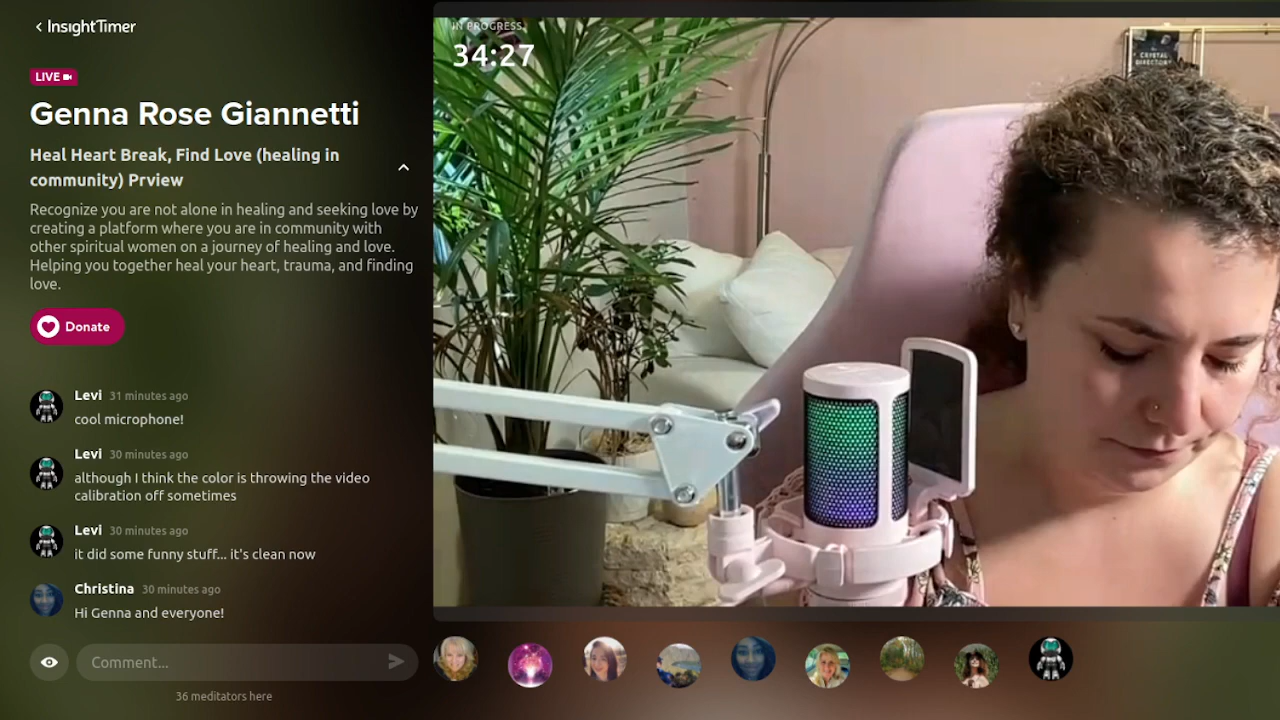 InsightTimer
LIVE
Genna Rose Giannetti
Heal Heart Break, Find Love (healing in
community) Prview
Recognize you are not alone in healing and seeking love by
creating a platform where you are in community with
other spiritual women on a journey of healing and love.
Helping you together heal your heart, trauma, and finding
love.
Donate
Levi 31 minutes ago
cool microphone!
Levi 30 minutes ago
although I think the color is throwing the video
calibration off sometimes
Levi 30 minutes ago
it did some funny stuff... it's clean now
Christina 30 minutes ago
Hi Genna and everyone!
Comment...
36 meditators here
IN PROGRESS
34:27
CRYSTAL
DIRECTORY